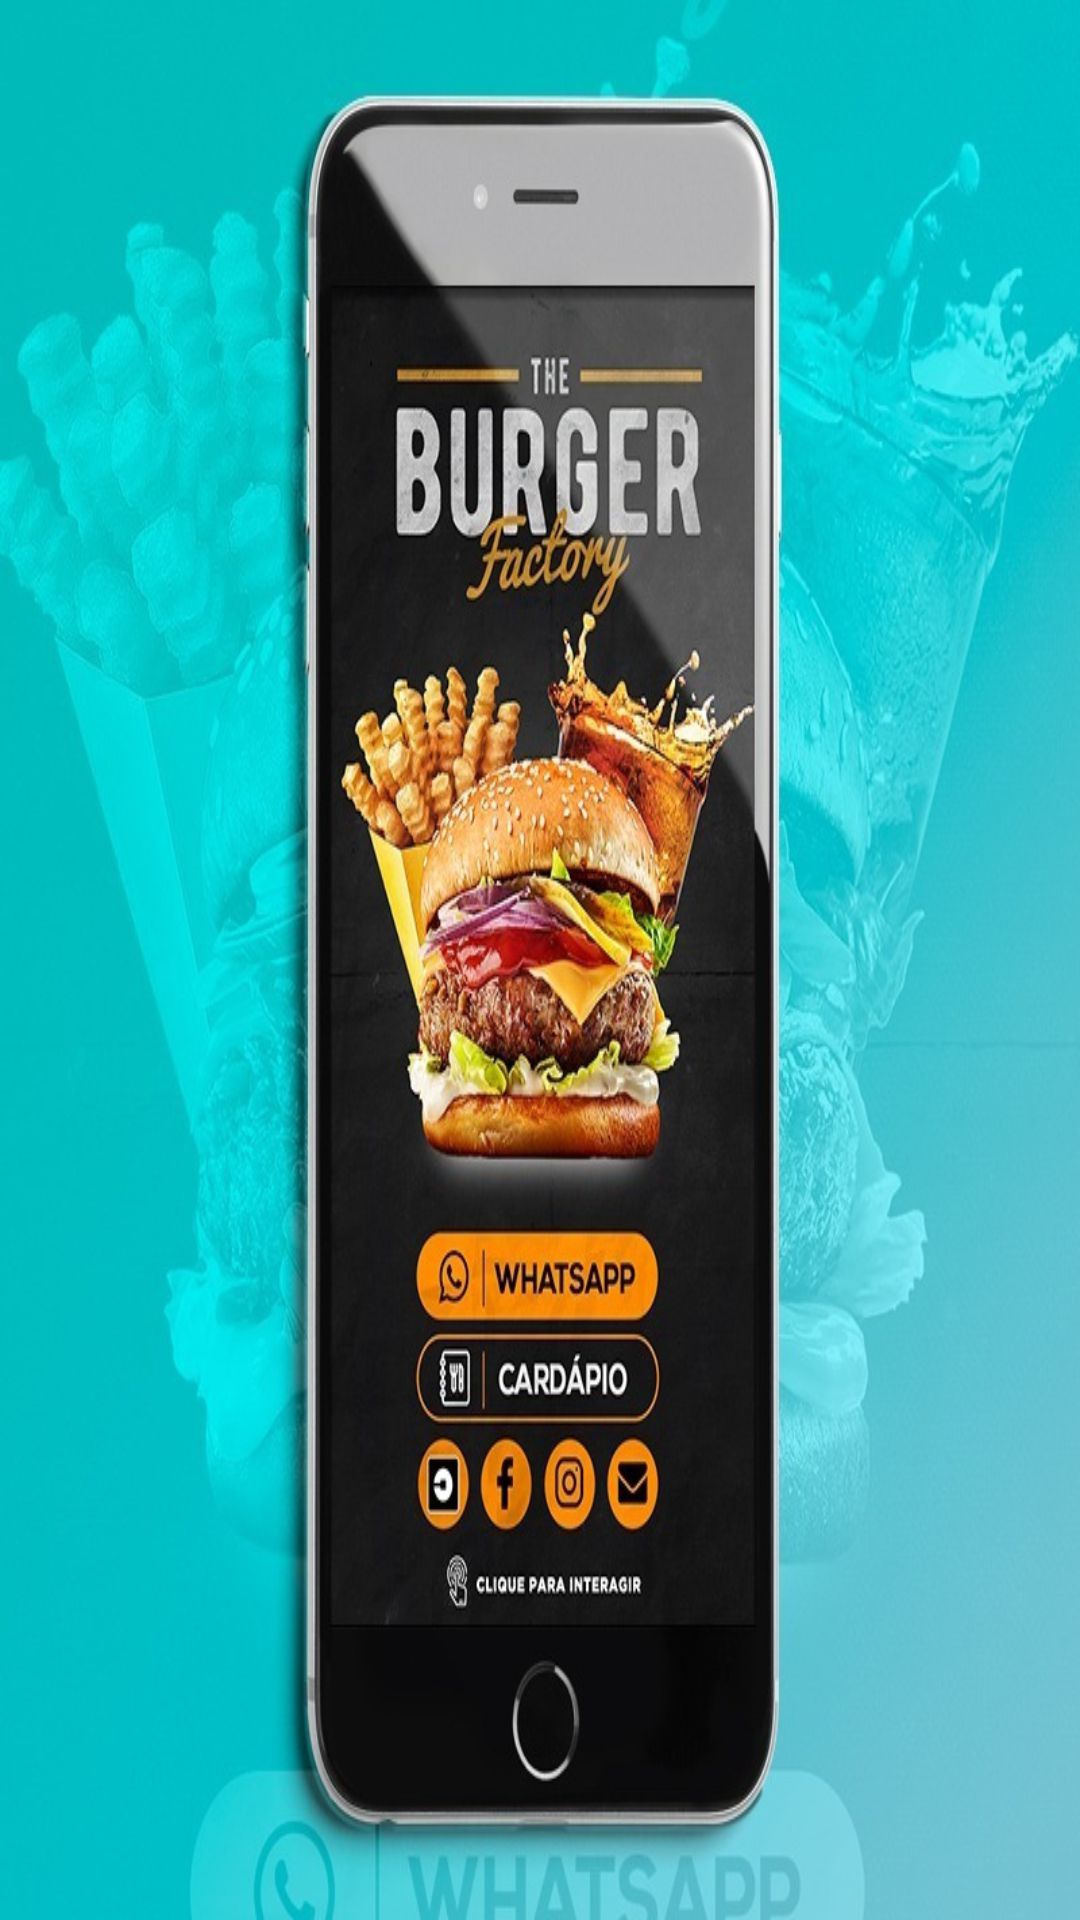 THE
BURGER
Factory
WHATSAPP
CARDÁPIO
CLIQUE PARA INTERAGIR
WHATSAPP